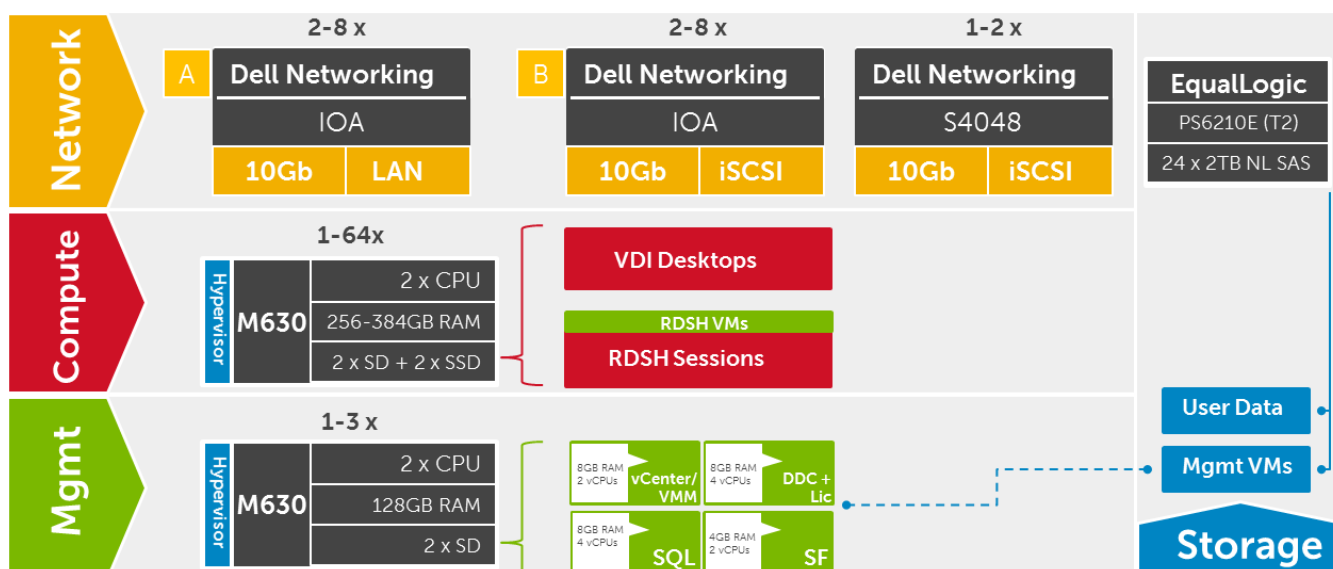 Network
2-8 x
A
Dell Networking
IOA
10Gb
LAN
2-8 x
B
Dell Networking
IOA
10Gb
iSCSI
1-2 x
Dell Networking
S4048
10Gb
iSCSI
EqualLogic
PS6210E (T2)
24 x 2TB NL SAS
Compute
1-64x
Hypervisor
M630
2 x CPU
256-384GB RAM
2 x SD + 2 x SSD
VDI Desktops
RDSH VMs
RDSH Sessions
Mgmt
1-3 x
Hypervisor
M630
2 x CPU
128GB RAM
2 x SD
8GB RAM
2 vCPUs
vCenter/
VMM
8GB RAM
4 vCPUs
DDC +
Lic
8GB RAM
4 vCPUs
SQL
4GB RAM
2 vCPUs
SF
User Data
Mgmt VMs
Storage